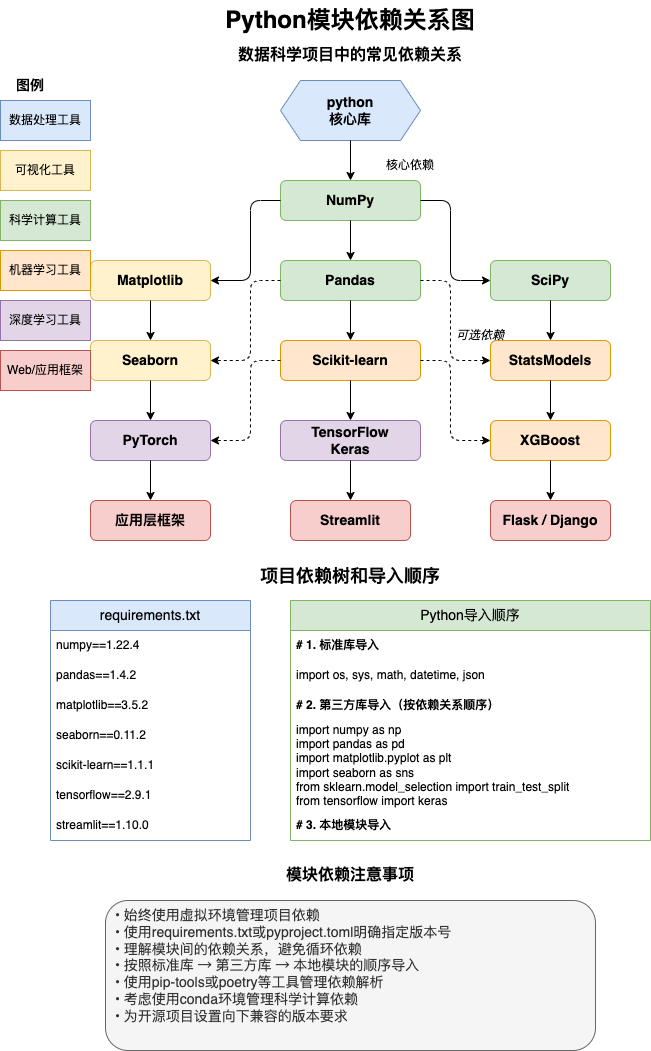 Python模块依赖关系图
数据科学项目中的常见依赖关系
图例
数据处理工具
可视化工具
科学计算工具
机器学习工具
深度学习工具
Web/应用框架
python
核心库
核心依赖
NumPy
Matplotlib
Pandas
SciPy
可选依赖
Seaborn
Scikit-learn
StatsModels
PyTorch
TensorFlow
Keras
XGBoost
应用层框架
Streamlit
Flask / Django
项目依赖树和导入顺序
requirements.txt
numpy==1.22.4
pandas==1.4.2
matplotlib==3.5.2
seaborn==0.11.2
scikit-learn==1.1.1
tensorflow==2.9.1
streamlit==1.10.0
Python导入顺序
# 1. 标准库导入
import os, sys, math, datetime, json
# 2. 第三方库导入（按依赖关系顺序）
import numpy as np
import pandas as pd
import matplotlib.pyplot as plt
import seaborn as sns
from sklearn.model_selection import train_test_split
from tensorflow import keras
# 3. 本地模块导入
模块依赖注意事项
• 始终使用虚拟环境管理项目依赖
• 使用requirements.txt或pyproject.toml明确指定版本号
• 理解模块间的依赖关系，避免循环依赖
• 按照标准库 → 第三方库 → 本地模块的顺序导入
• 使用pip-tools或poetry等工具管理依赖解析
• 考虑使用conda环境管理科学计算依赖
• 为开源项目设置向下兼容的版本要求